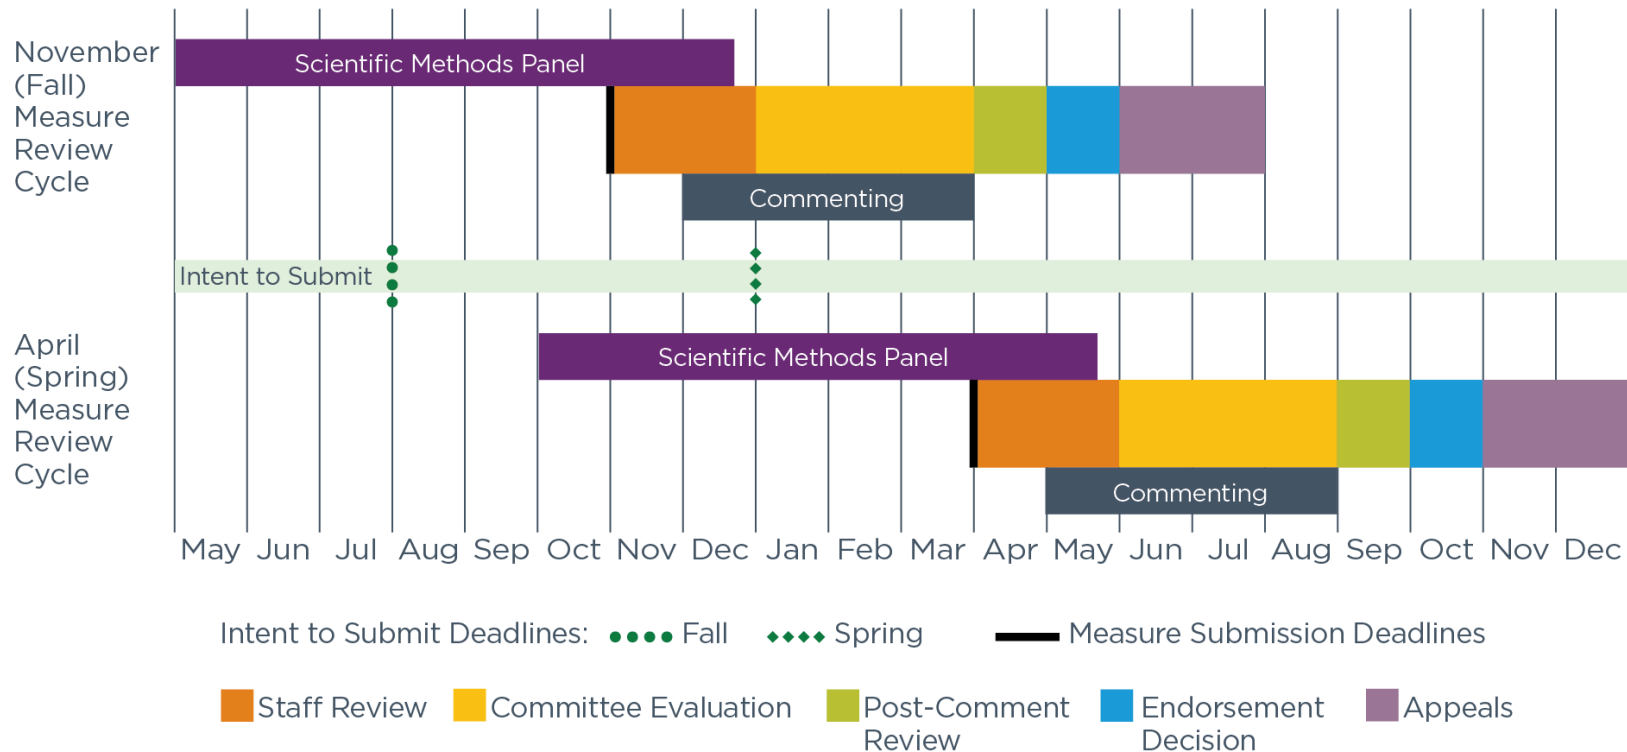 November
(Fall)
Measure
Review
Cycle
Scientific Methods Panel
Commenting
Intent to Submit
April
(Spring)
Measure
Review
Cycle
Scientific Methods Panel
Commenting
May Jun Jul Aug Sep Oct Nov Dec Jan Feb Mar Apr May Jun Jul Aug Sep Oct Nov Dec
Intent to Submit Deadlines: Fall Spring Measure Submission Deadlines
Staff Review Committee Evaluation Post-Comment Endorsement Appeals
Review Decision